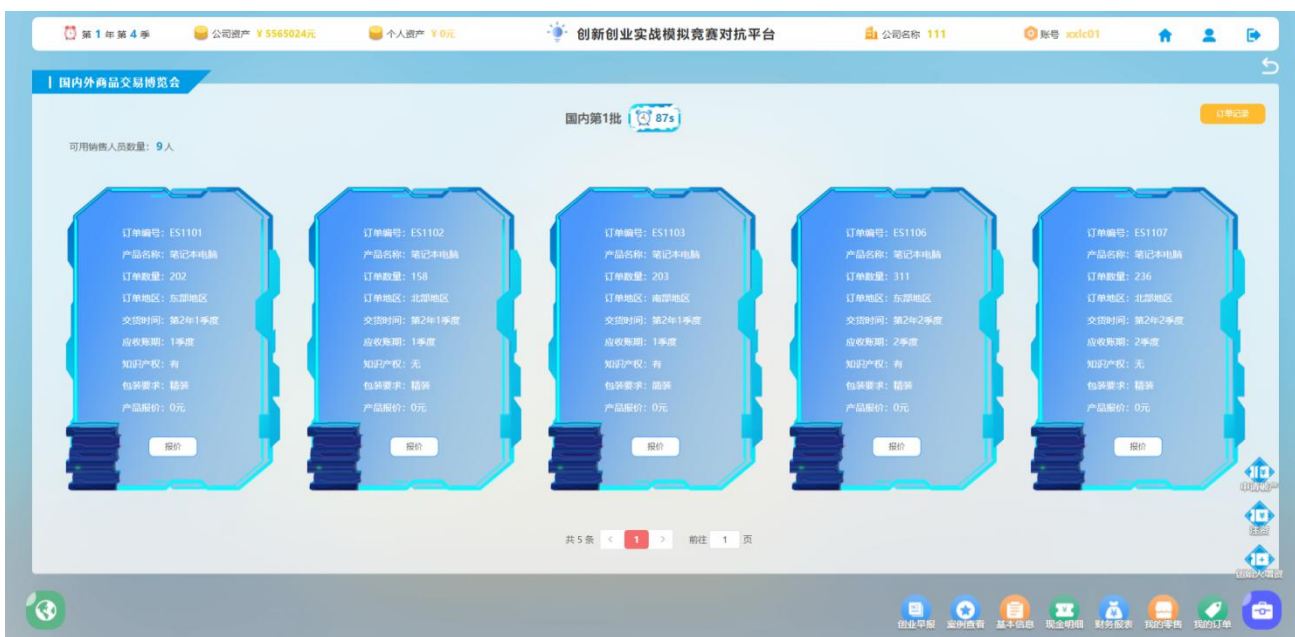 第 1 年 第 4 季 公司资产 ¥ 5565024元 个人资产 ¥ 0元 创新创业实战模拟竞赛对抗平台 公司名称 111 账号 xxlc01
国内外商品交易博览会
国内第1批 87s
订单记录
可用销售人员数量：9人
订单编号：ES1101
产品名称：笔记本电脑
订单数量：202
订单地区：东部地区
交货时间：第2年1季度
应收账期：1季度
知识产权：有
包装要求：精装
产品报价：0元
报价
订单编号：ES1102
产品名称：笔记本电脑
订单数量：158
订单地区：北部地区
交货时间：第2年1季度
应收账期：1季度
知识产权：无
包装要求：精装
产品报价：0元
报价
订单编号：ES1103
产品名称：笔记本电脑
订单数量：203
订单地区：南部地区
交货时间：第2年1季度
应收账期：1季度
知识产权：有
包装要求：简装
产品报价：0元
报价
订单编号：ES1106
产品名称：笔记本电脑
订单数量：311
订单地区：东部地区
交货时间：第2年2季度
应收账期：2季度
知识产权：有
包装要求：精装
产品报价：0元
报价
订单编号：ES1107
产品名称：笔记本电脑
订单数量：236
订单地区：北部地区
交货时间：第2年2季度
应收账期：2季度
知识产权：无
包装要求：精装
产品报价：0元
报价
申请破产
注资
创始人增资
共 5 条 < 1 > 前往 1 页
创业早报 案例查看 基本信息 现金明细 财务报表 我的零售 我的订单